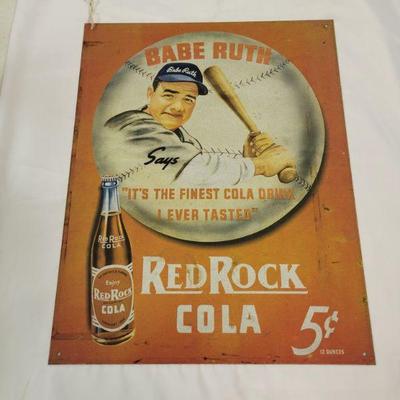 BABE RUTH
Babe Ruth
Says
"IT'S THE FINEST COLA DRINK
I EVER TASTED"
RED ROCK
COLA
Enjoy
RED ROCK
COLA
RED ROCK
COLA
5¢
12 OUNCES